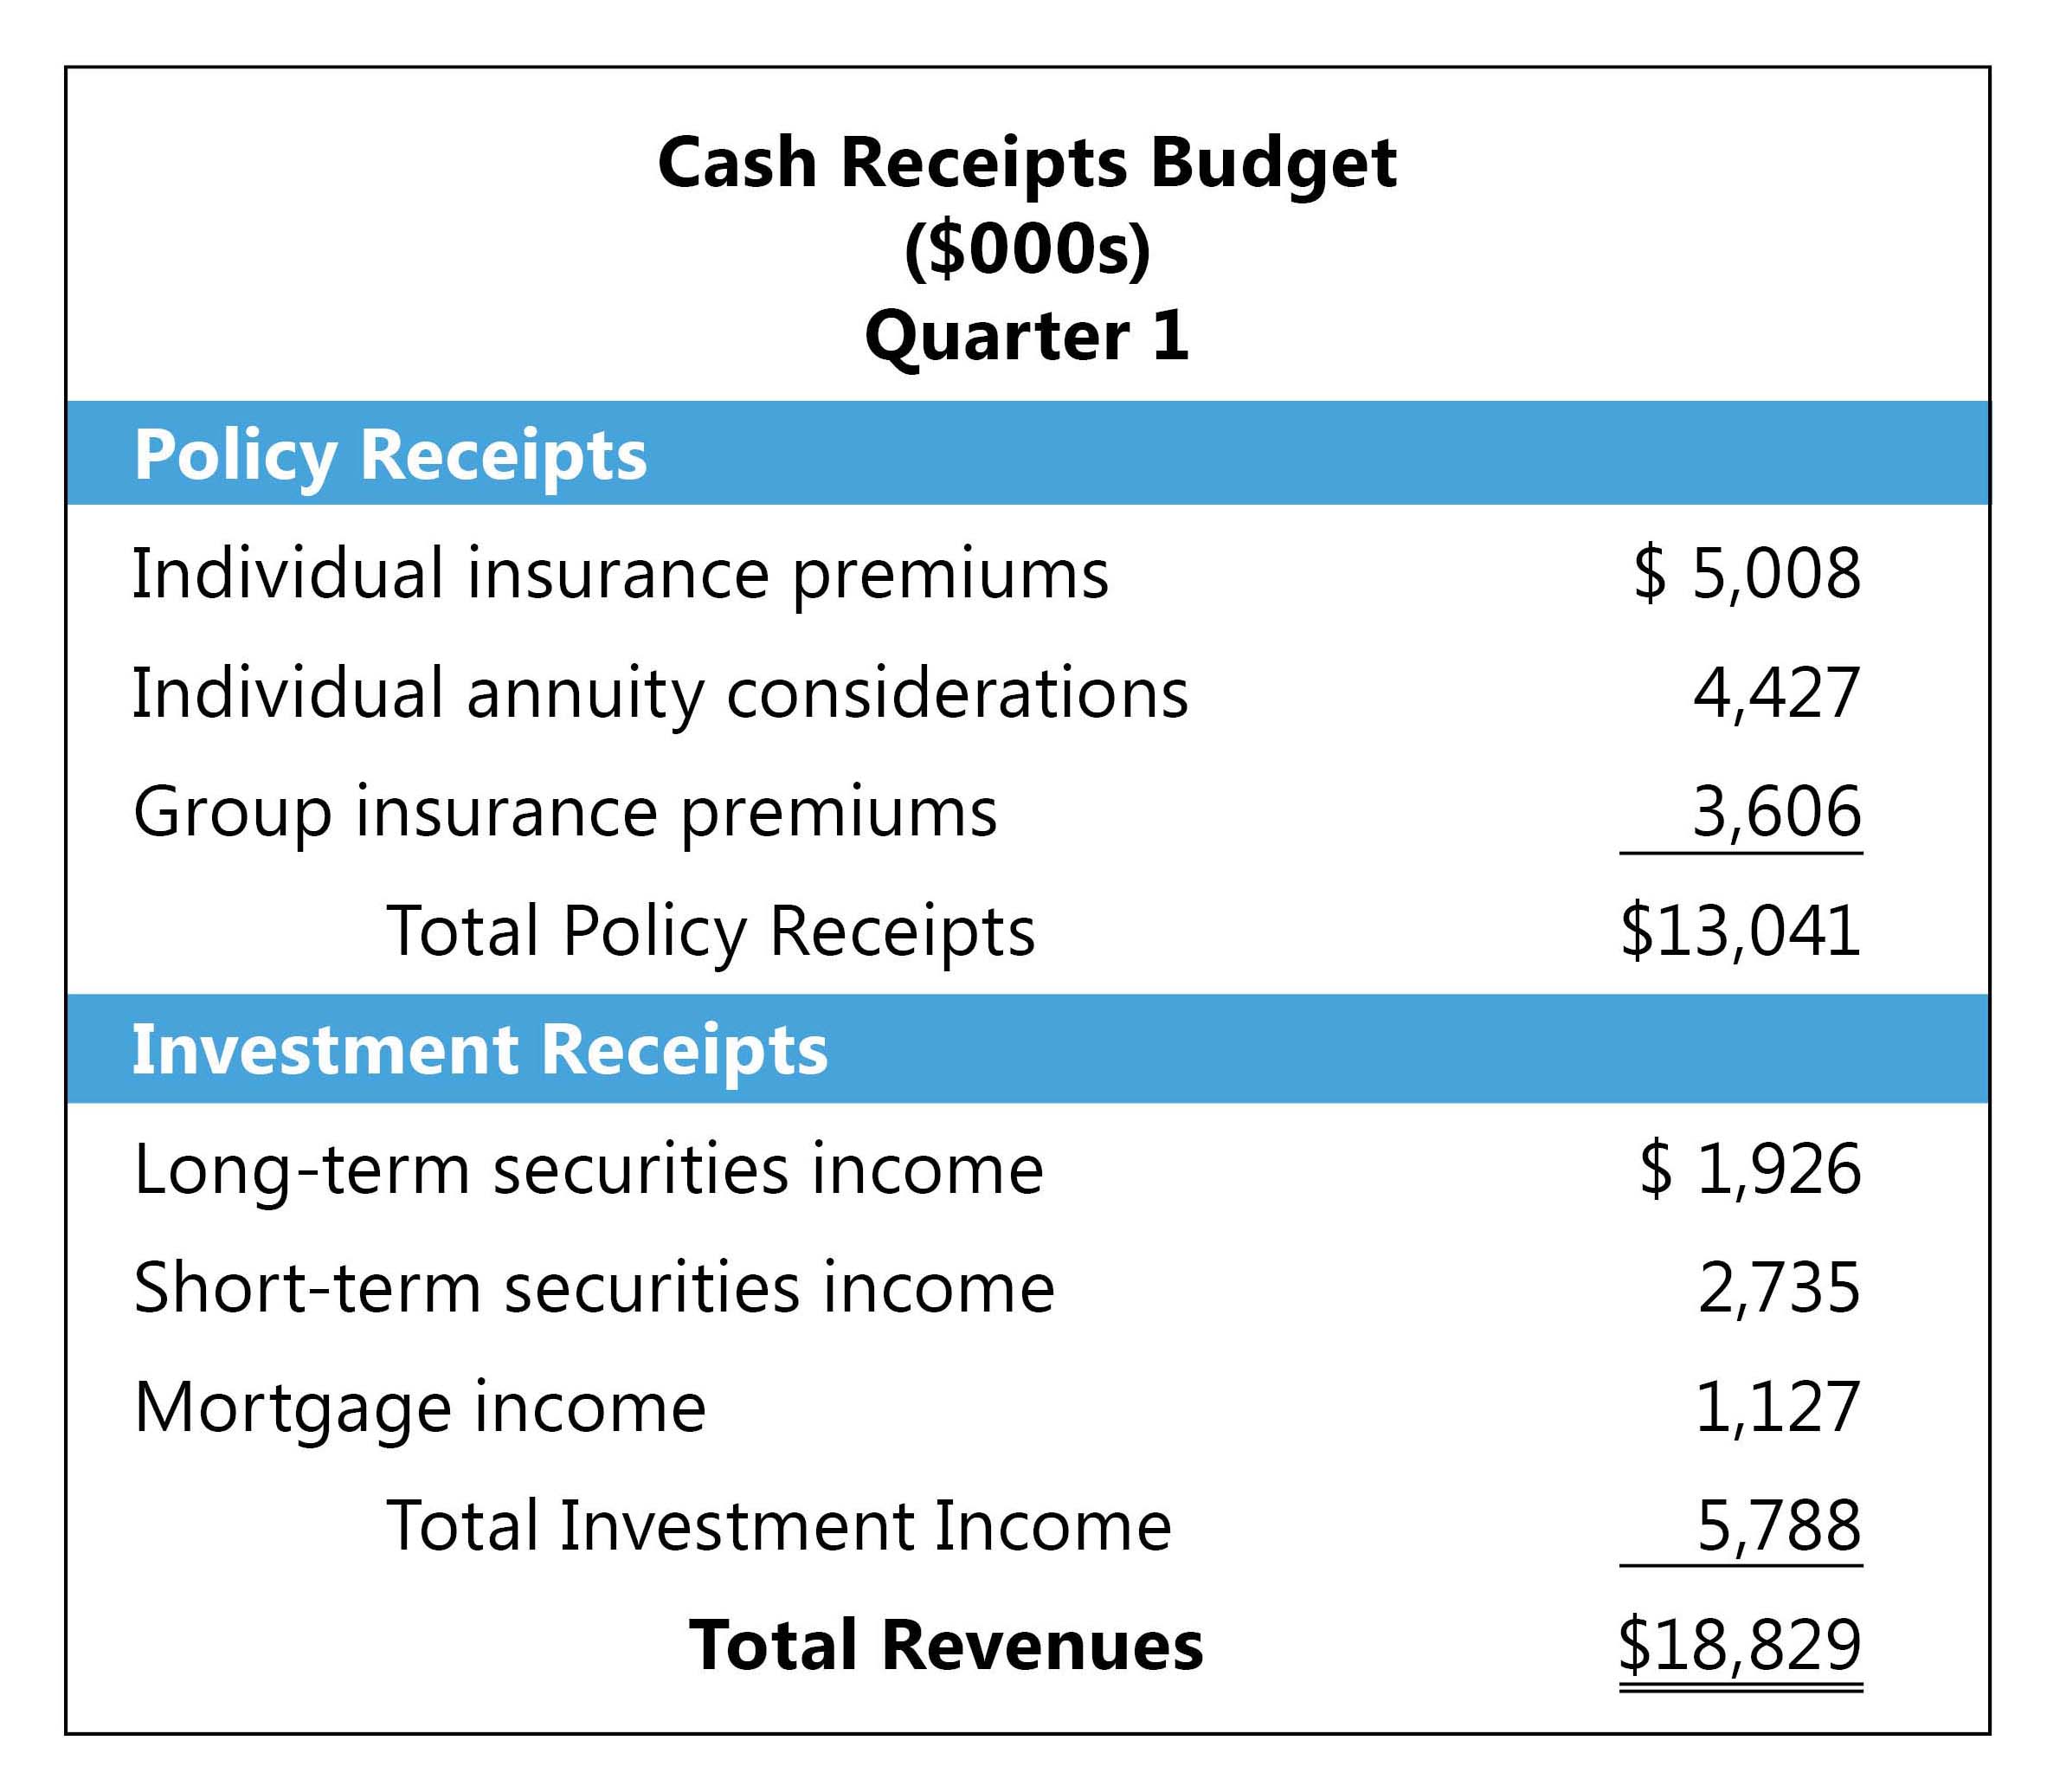 Cash Receipts Budget
($000s)
Quarter 1
Policy Receipts
Individual insurance premiums $ 5,008
Individual annuity considerations 4,427
Group insurance premiums 3,606
Total Policy Receipts $13,041
Investment Receipts
Long-term securities income $ 1,926
Short-term securities income 2,735
Mortgage income 1,127
Total Investment Income 5,788
Total Revenues $18,829